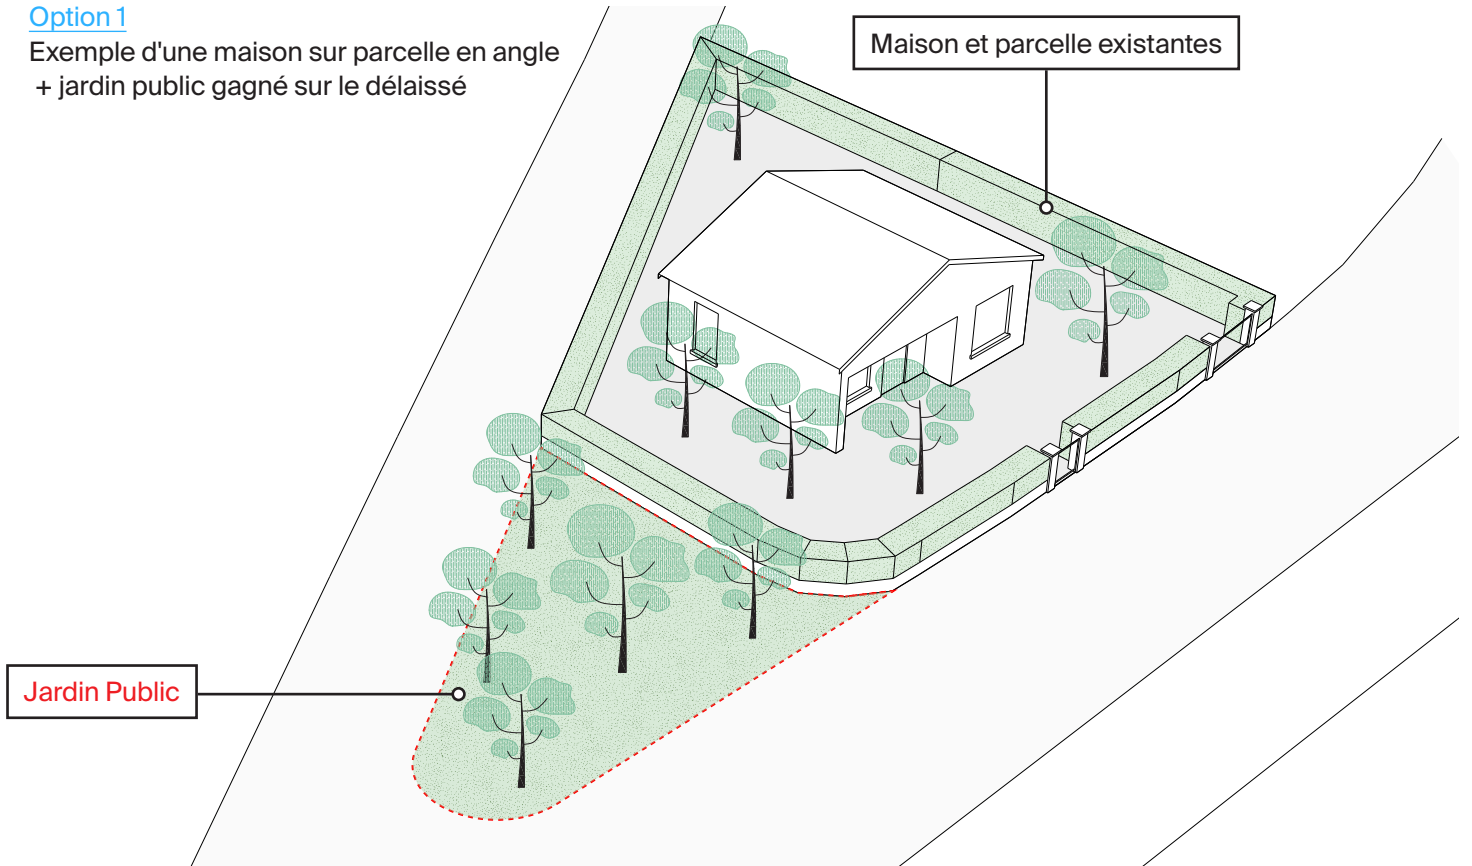 Option 1
Exemple d'une maison sur parcelle en angle
+ jardin public gagné sur le délaissé
Maison et parcelle existantes
Jardin Public